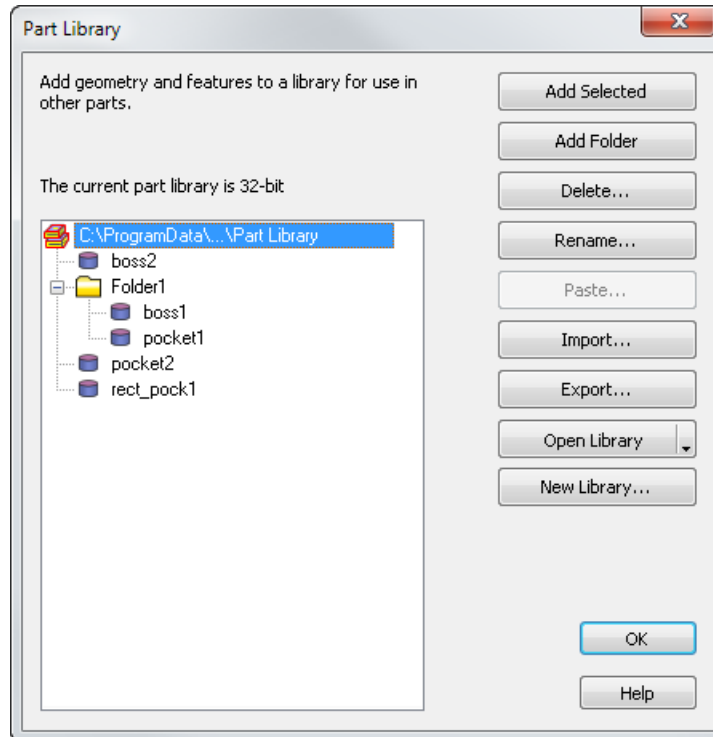 Part Library
Add geometry and features to a library for use in
other parts.
The current part library is 32-bit
C:\ProgramData\...\Part Library
boss2
Folder1
boss1
pocket1
pocket2
rect_pock1
Add Selected
Add Folder
Delete...
Rename...
Paste...
Import...
Export...
Open Library
New Library...
OK
Help